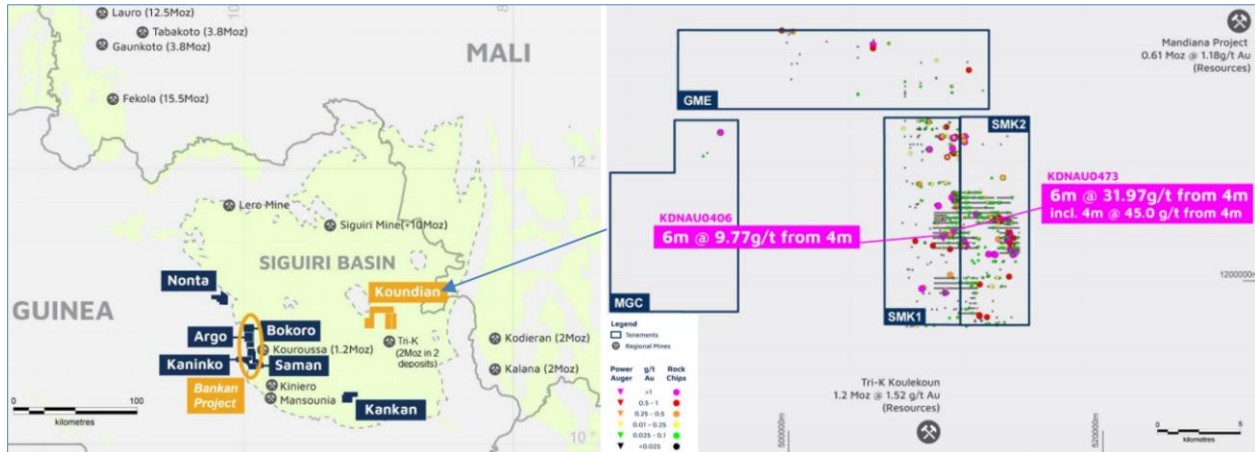 Lauro (12.5Moz)
Tabakoto (3.8Moz)
Gaunkoto (3.8Moz)
Fekola (15.5Moz)
MALI
12°
Lero Mine
Siguiri Mine(+10Moz)
SIGUIRI BASIN
Koundian
Nonta
GUINEA
Bokoro
Argo
Kouroussa (1.2Moz)
Kaninko
Saman
Bankan
Project
Tri-K
(2Moz in 2
deposits)
Kodieran (2Moz)
Kalana (2Moz)
Kiniero
Mansounia
Kankan
0 100
kilometres
10°
Mandiana Project
0.61 Moz @ 1.18g/t Au
(Resources)
GME
SMK2
KDNAU0473
6m @ 31.97g/t from 4m
incl. 4m @ 45.0 g/t from 4m
KDNAU0406
6m @ 9.77g/t from 4m
1200000m
MGC
SMK1
Legend
Tenements
Regional Mines
Power Auger g/t Au Rock Chips
>1
0.5 - 1
0.25 - 0.5
0.01 - 0.25
0.025 - 0.1
<0.025
Tri-K Koulekoun
1.2 Moz @ 1.52 g/t Au
(Resources)
500000m
520000m
0 5
kilometres